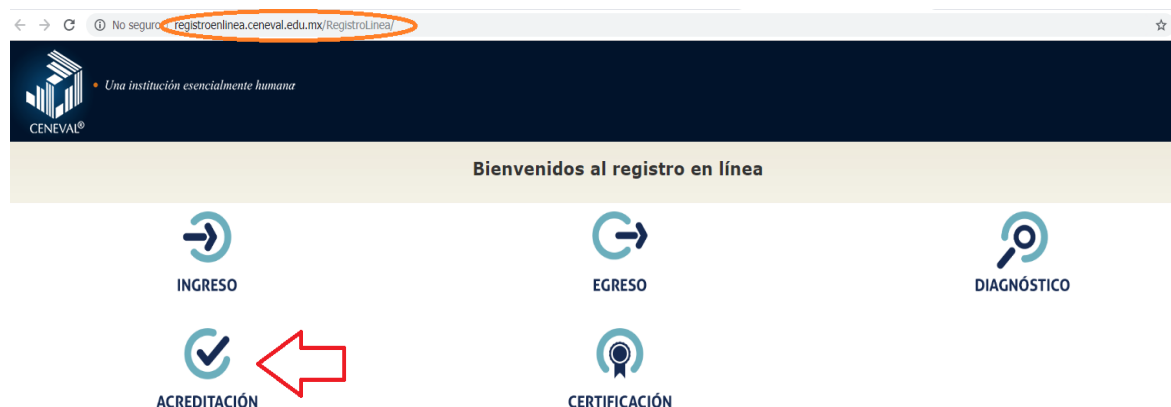 No seguro registroenlinea.ceneval.edu.mx/RegistroLinea/
Una institución esencialmente humana
CENEVAL®
Bienvenidos al registro en línea
INGRESO
EGRESO
DIAGNÓSTICO
ACREDITACIÓN
CERTIFICACIÓN